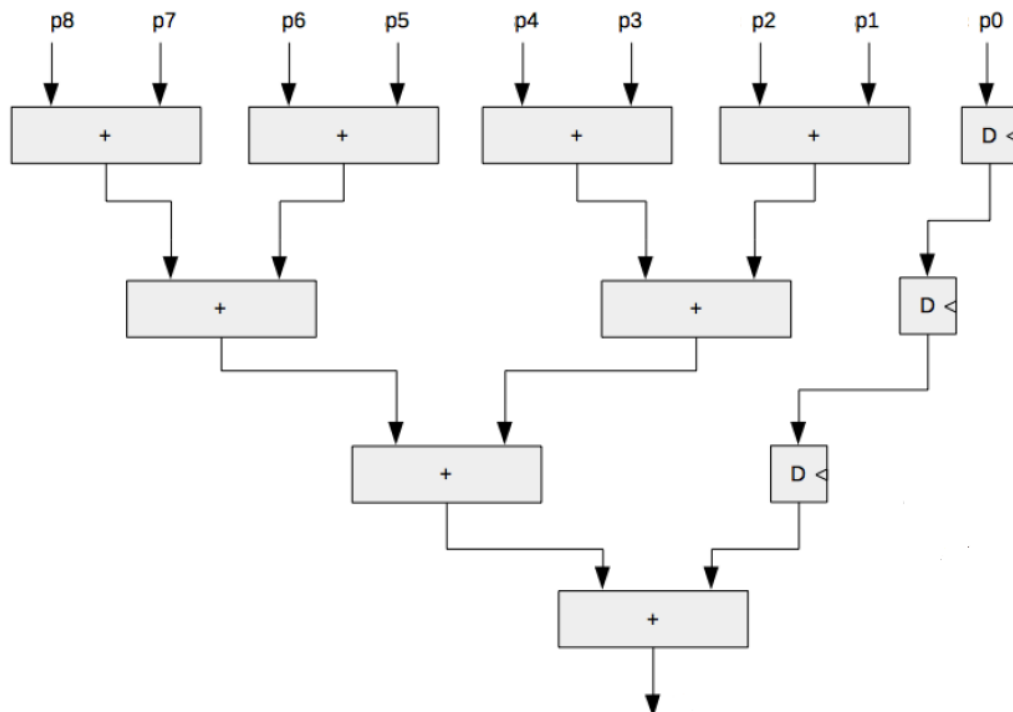 p8 p7 p6 p5 p4 p3 p2 p1 p0
+ + + + D <
+ + D <
+ D <
+